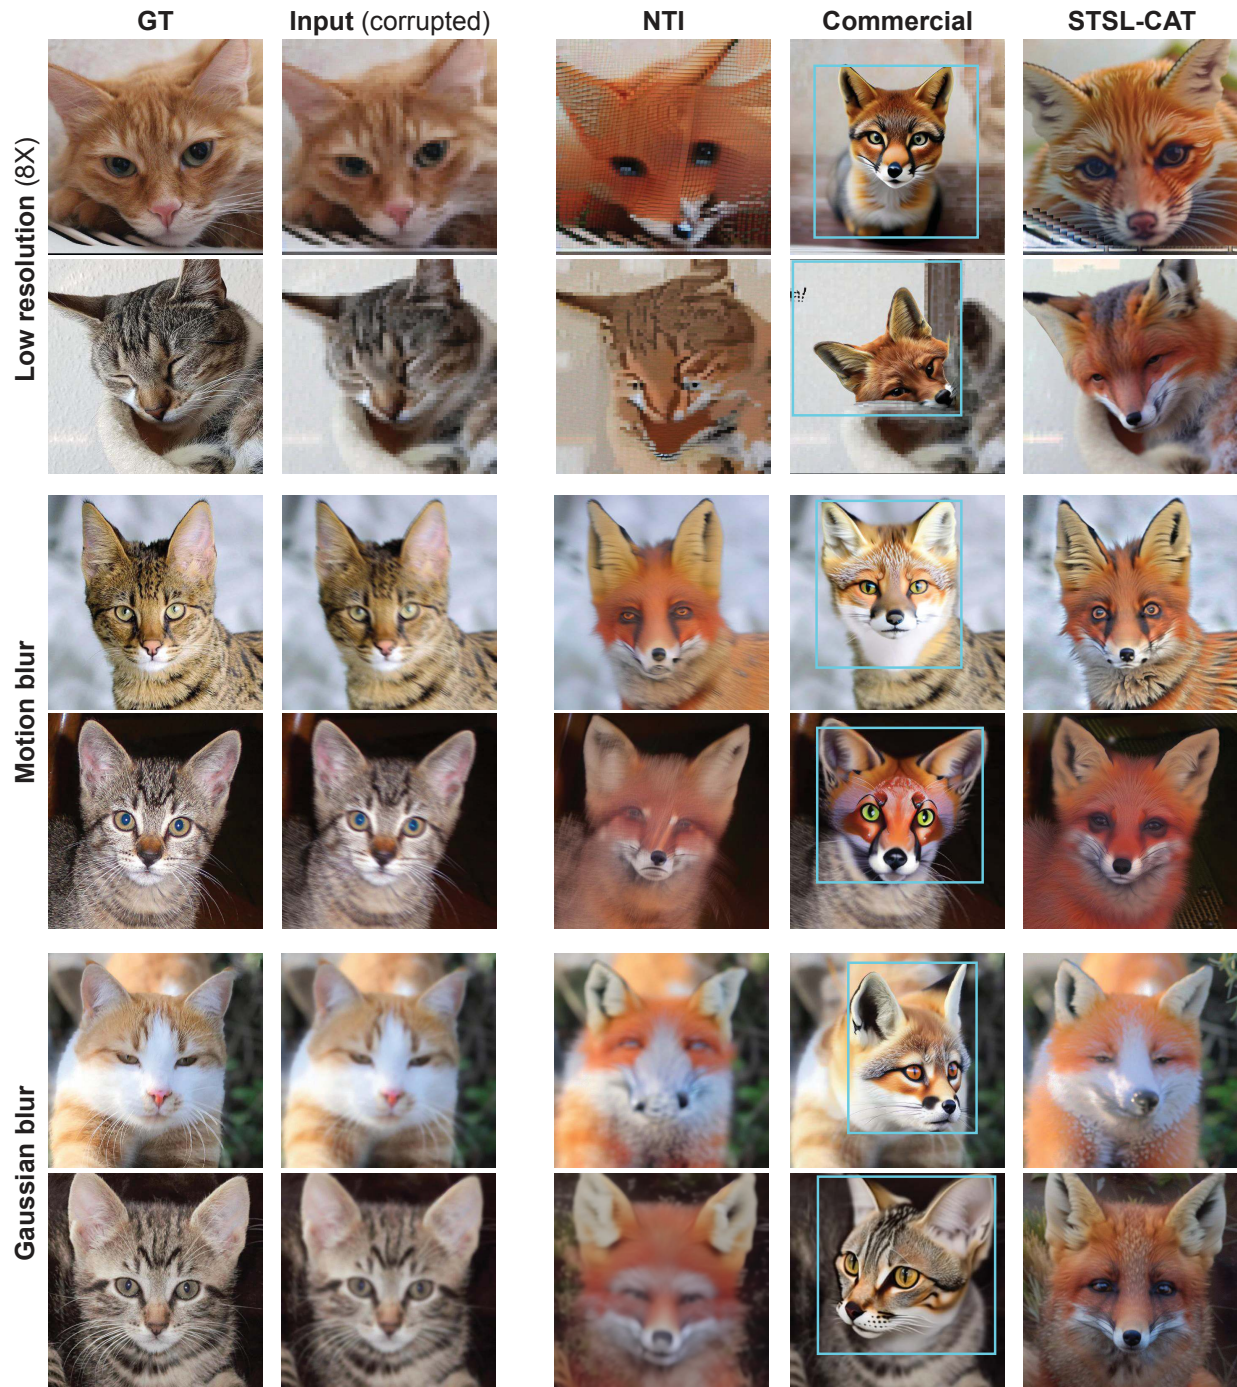 GT
Input (corrupted)
NTI
Commercial
STSL-CAT
Low resolution (8X)
Motion blur
Gaussian blur